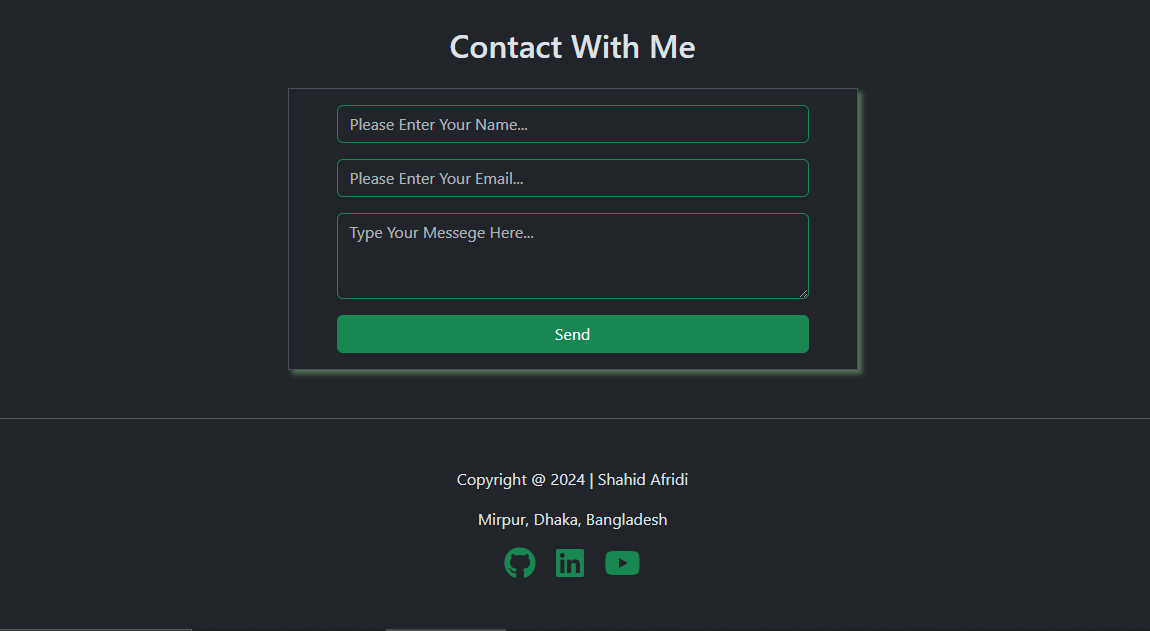 Contact With Me
Please Enter Your Name...
Please Enter Your Email...
Type Your Messege Here...
Send
Copyright @ 2024 | Shahid Afridi
Mirpur, Dhaka, Bangladesh
in